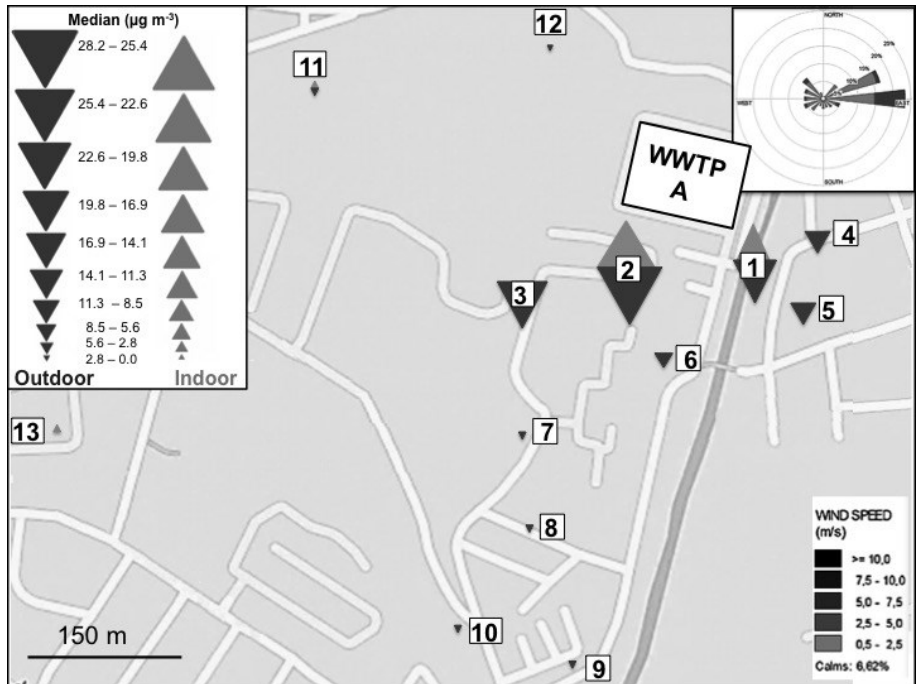 Median (µg m⁻³)
28.2 – 25.4
25.4 – 22.6
22.6 – 19.8
19.8 – 16.9
16.9 – 14.1
14.1 – 11.3
11.3 – 8.5
8.5 – 5.6
5.6 – 2.8
2.8 – 0.0
Outdoor Indoor
12
11
NORTH
25%
20%
15%
10%
WEST
EAST
SOUTH
WWTP
A
4
1
2
3
5
6
13
7
8
10
9
150 m
WIND SPEED
(m/s)
>= 10,0
7,5 - 10,0
5,0 - 7,5
2,5 - 5,0
0,5 - 2,5
Calms: 6,62%